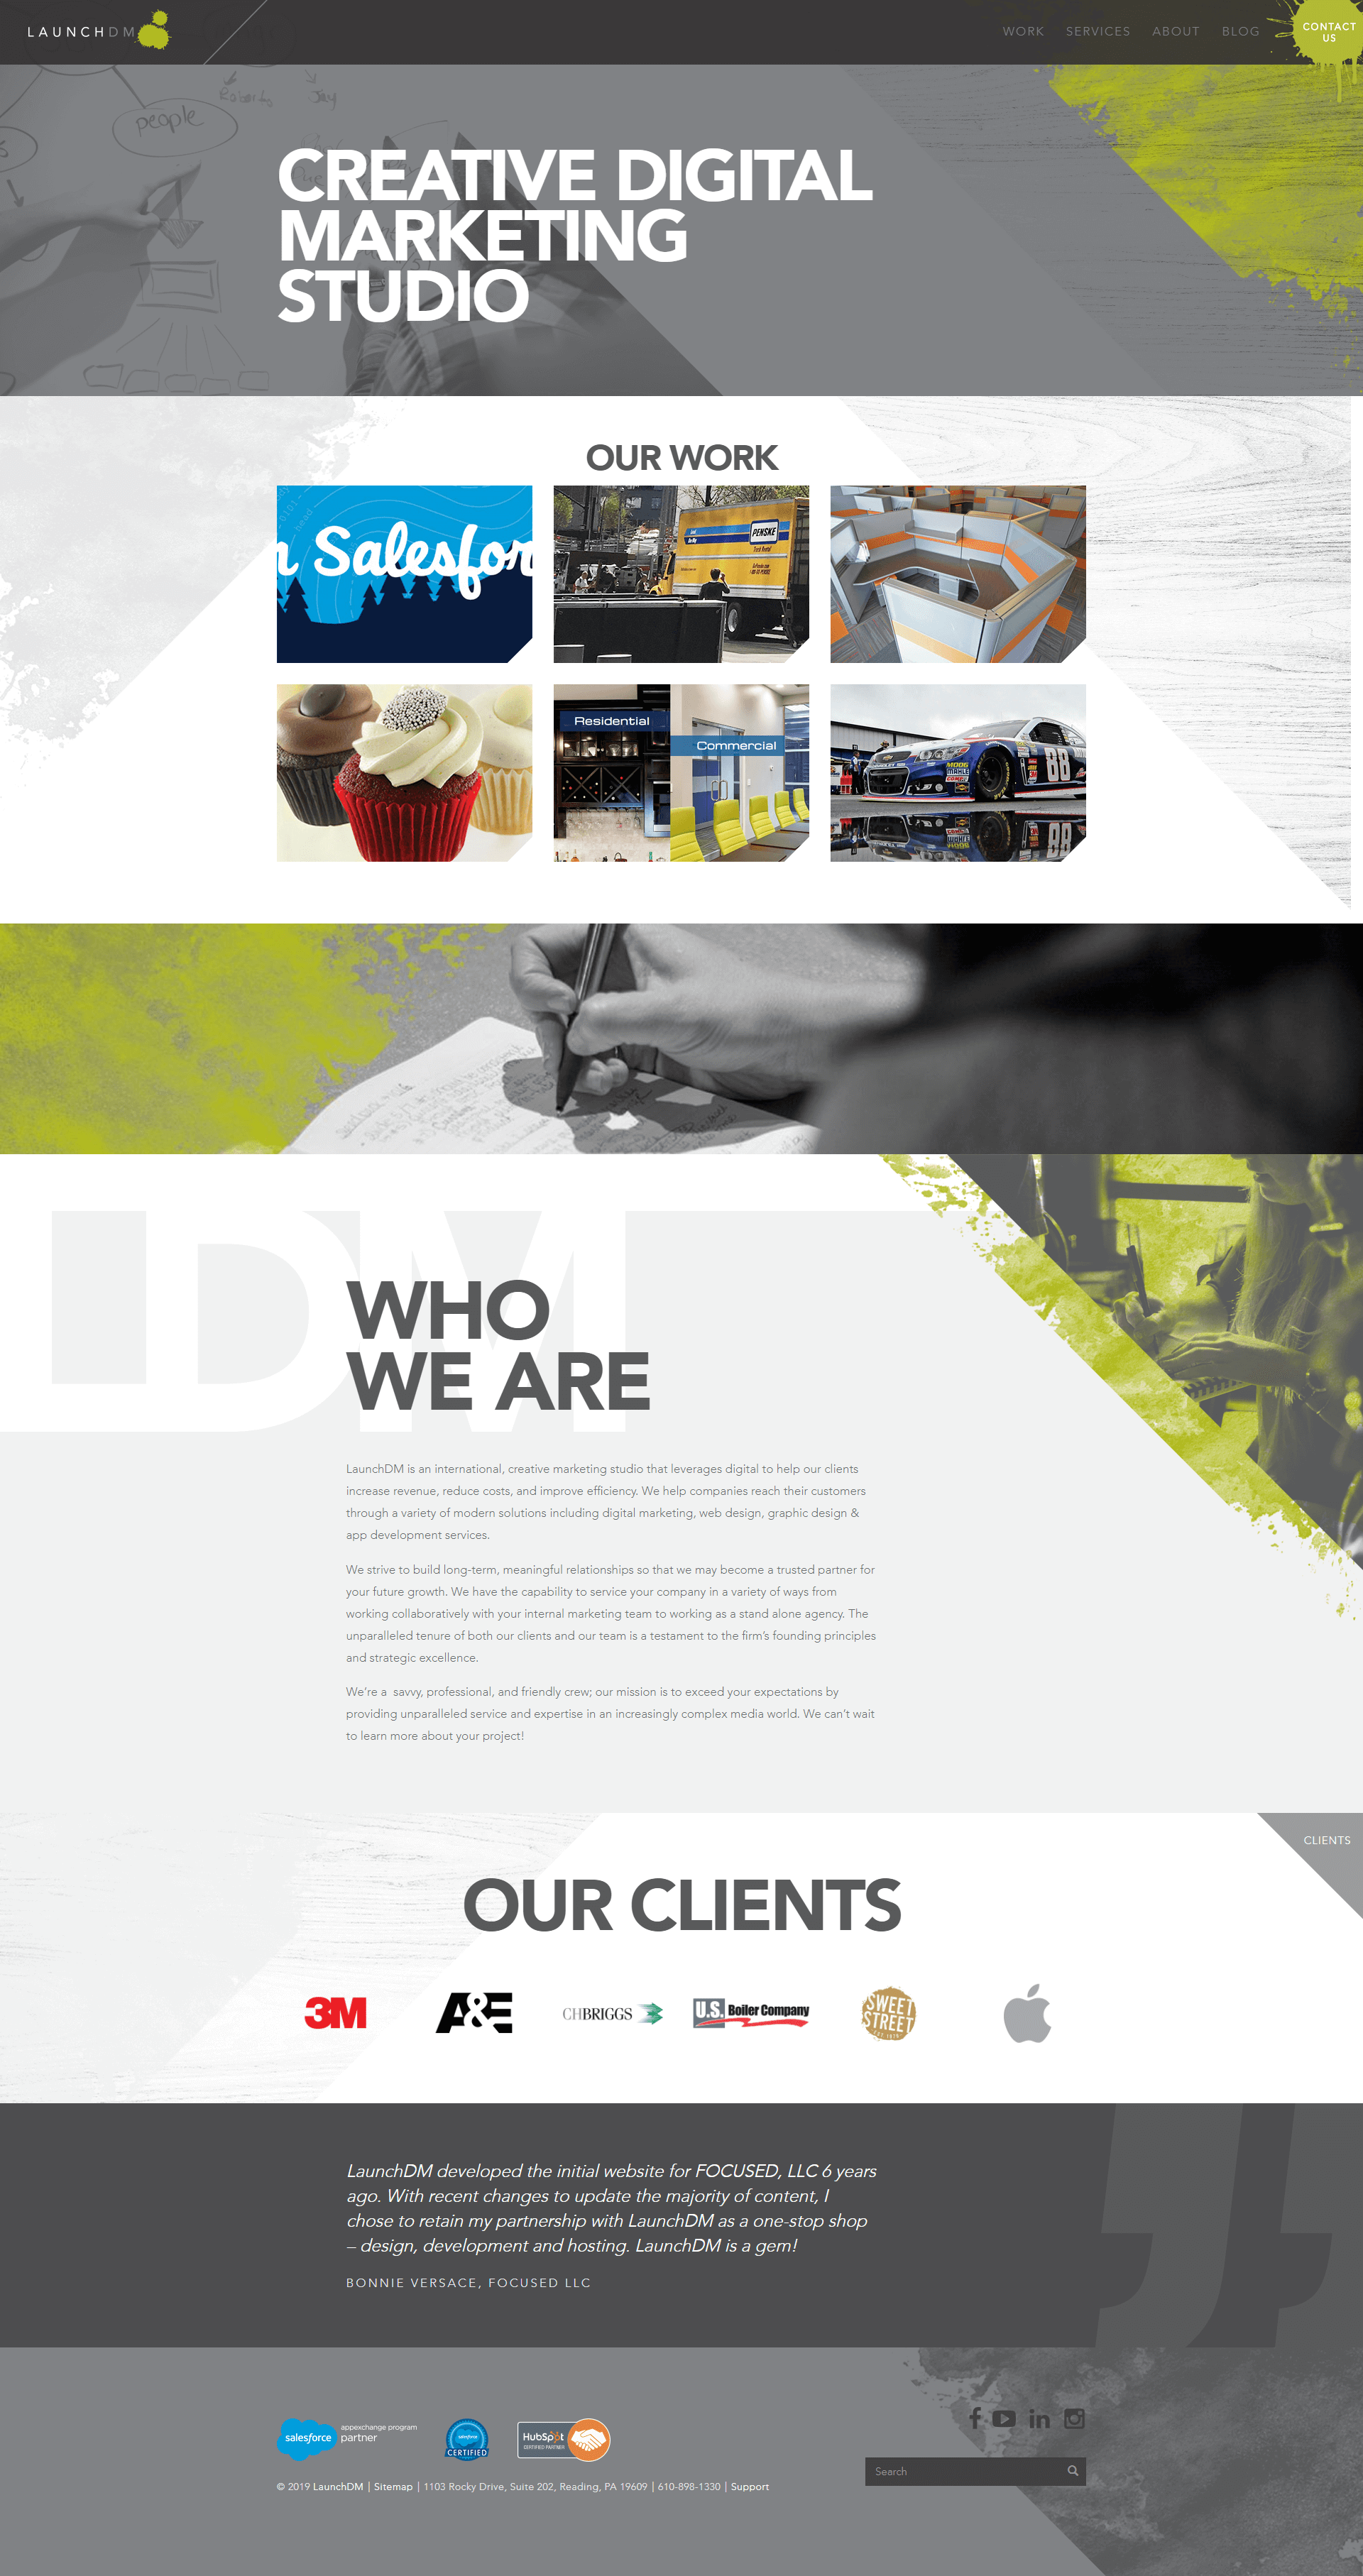 LAUNCHDM
WORK SERVICES ABOUT BLOG
CONTACT
US
Roberta Jay
people
CREATIVE DIGITAL
MARKETING
STUDIO
OUR WORK
n Salesfor
PENSKE
Truck Rental
Residential
Commercial
MOOG
MAHLE
88
DM
WHO
WE ARE
LaunchDM is an international, creative marketing studio that leverages digital to help our clients
increase revenue, reduce costs, and improve efficiency. We help companies reach their customers
through a variety of modern solutions including digital marketing, web design, graphic design &
app development services.
We strive to build long-term, meaningful relationships so that we may become a trusted partner for
your future growth. We have the capability to service your company in a variety of ways from
working collaboratively with your internal marketing team to working as a stand alone agency. The
unparalleled tenure of both our clients and our team is a testament to the firm’s founding principles
and strategic excellence.
We’re a  savvy, professional, and friendly crew; our mission is to exceed your expectations by
providing unparalleled service and expertise in an increasingly complex media world. We can’t wait
to learn more about your project!
CLIENTS
OUR CLIENTS
3M
A&E
CHBRIGGS
U.S. Boiler Company
SWEET
STREET
EST 1979
LaunchDM developed the initial website for FOCUSED, LLC 6 years
ago. With recent changes to update the majority of content, I
chose to retain my partnership with LaunchDM as a one-stop shop
– design, development and hosting. LaunchDM is a gem!
BONNIE VERSACE, FOCUSED LLC
salesforce
appexchange program
partner
salesforce
CERTIFIED
HubSpot
CERTIFIED PARTNER
Search
© 2019 LaunchDM | Sitemap | 1103 Rocky Drive, Suite 202, Reading, PA 19609 | 610-898-1330 | Support